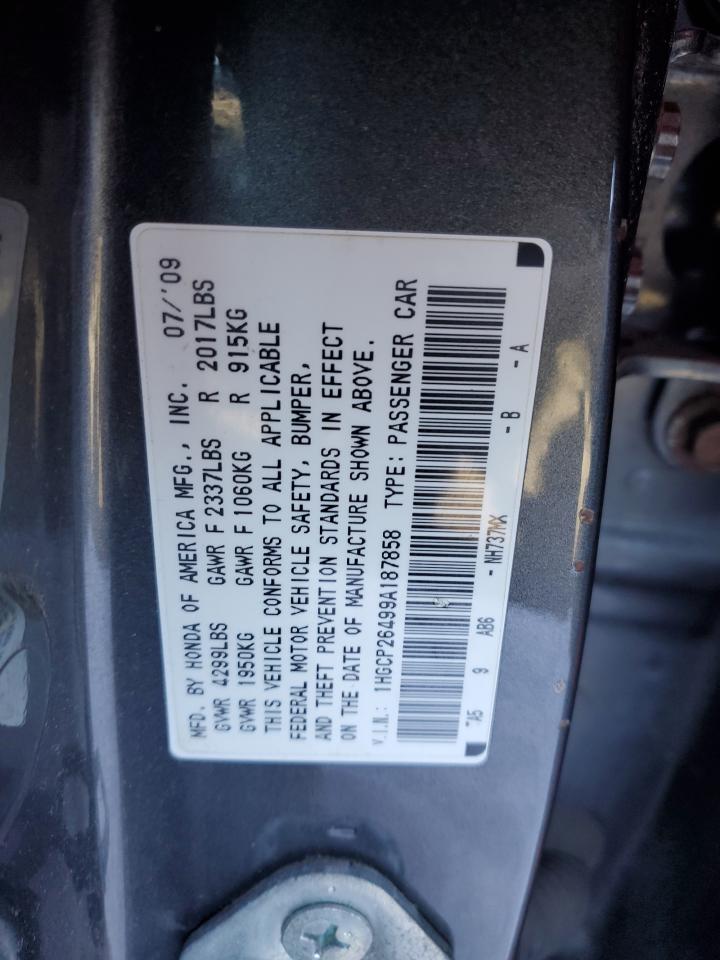 MFD. BY HONDA OF AMERICA MFG., INC. 07/'09
GVWR 4299LBS GAWR F 2337LBS R 2017LBS
GVWR 1950KG GAWR F 1060KG R 915KG
THIS VEHICLE CONFORMS TO ALL APPLICABLE
FEDERAL MOTOR VEHICLE SAFETY, BUMPER,
AND THEFT PREVENTION STANDARDS IN EFFECT
ON THE DATE OF MANUFACTURE SHOWN ABOVE.
V.I.N.: 1HGCP26499A187858 TYPE: PASSENGER CAR
TA5 9 AB6 - NH737MX - B - A